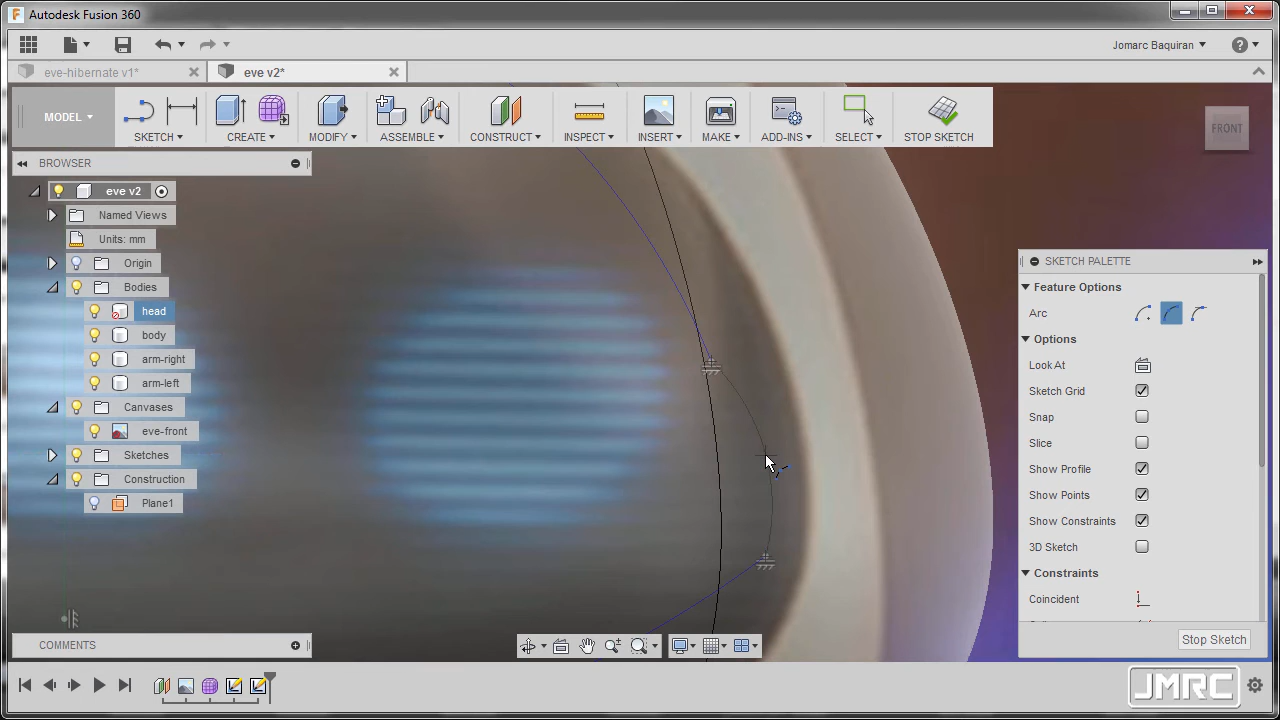 Autodesk Fusion 360
Jomarc Baquiran
eve-hibernate v1*
eve v2*
MODEL
SKETCH
CREATE
MODIFY
ASSEMBLE
CONSTRUCT
INSPECT
INSERT
MAKE
ADD-INS
SELECT
STOP SKETCH
FRONT
BROWSER
eve v2
Named Views
Units: mm
Origin
Bodies
head
body
arm-right
arm-left
Canvases
eve-front
Sketches
Construction
Plane1
SKETCH PALETTE
Feature Options
Arc
Options
Look At
Sketch Grid
Snap
Slice
Show Profile
Show Points
Show Constraints
3D Sketch
Constraints
Coincident
Stop Sketch
COMMENTS
JMRC